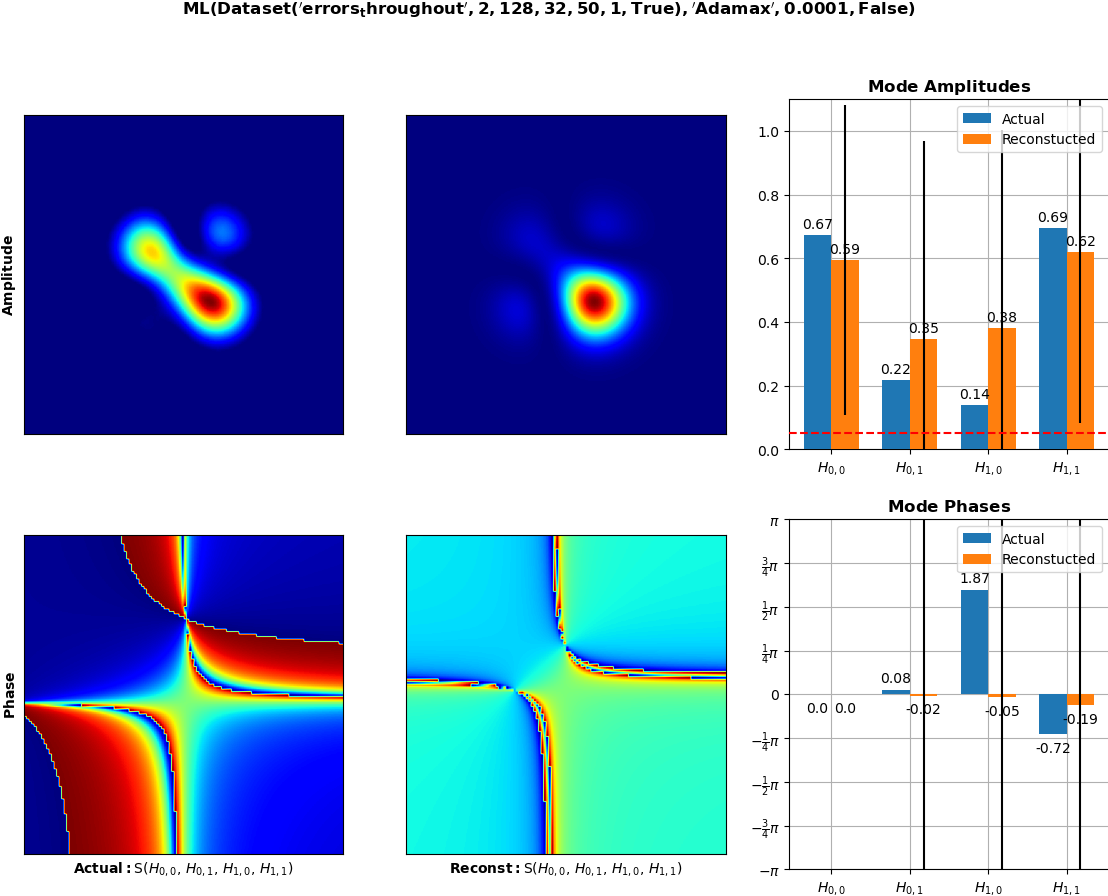 ML(Dataset('errors_throughout', 2, 128, 32, 50, 1, True), 'Adamax', 0.0001, False)
Mode Amplitudes
Amplitude
Actual
Reconstucted
1.0
0.8
0.6
0.4
0.2
0.0
0.67
0.59
0.22
0.35
0.14
0.38
0.69
0.62
H0,0
H0,1
H1,0
H1,1
Mode Phases
Phase
Actual
Reconstucted
π
3/4π
1/2π
1/4π
0
−1/4π
−1/2π
−3/4π
−π
0.0
0.0
0.08
-0.02
1.87
-0.05
-0.72
-0.19
H0,0
H0,1
H1,0
H1,1
Actual: S(H0,0, H0,1, H1,0, H1,1)
Reconst: S(H0,0, H0,1, H1,0, H1,1)